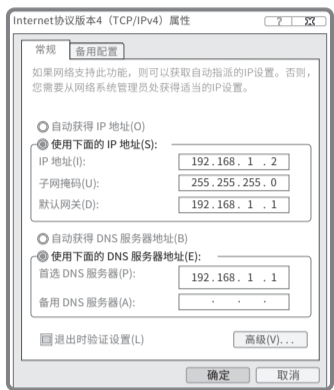 Internet协议版本4（TCP/IPv4）属性
常规
备用配置
如果网络支持此功能，则可以获取自动指派的IP设置。否则，
您需要从网络系统管理员处获得适当的IP设置。
自动获得 IP 地址(O)
使用下面的 IP 地址(S):
IP 地址(I): 192.168. 1 . 2
子网掩码(U): 255.255.255. 0
默认网关(D): 192.168. 1 . 1
自动获得 DNS 服务器地址(B)
使用下面的 DNS 服务器地址(E):
首选 DNS 服务器(P): 192.168. 1 . 1
备用 DNS 服务器(A): . . .
退出时验证设置(L)
高级(V)...
确定
取消